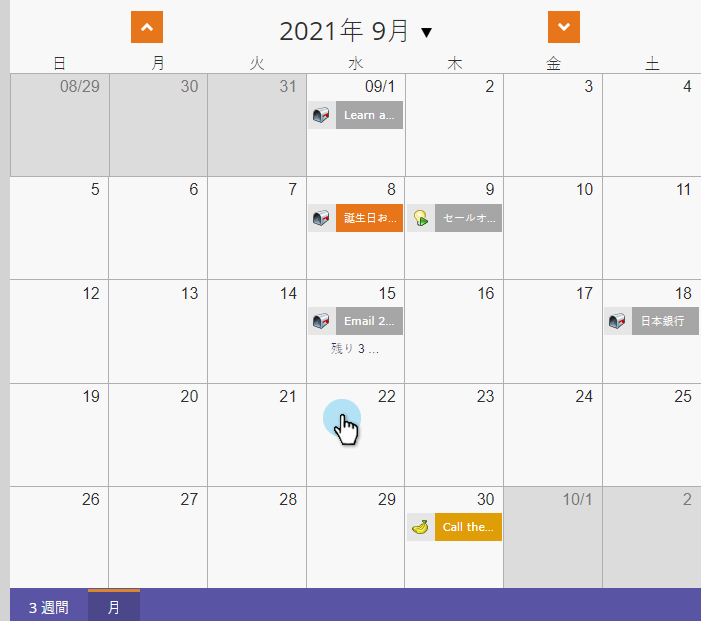 2021年 9月 ▼
日 月 火 水 木 金 土
08/29 30 31 09/1 2 3 4
Learn a...
5 6 7 8 9 10 11
誕生日お... セールオ...
12 13 14 15 16 17 18
Email 2... 日本銀行
残り 3 ...
19 20 21 22 23 24 25
26 27 28 29 30 10/1 2
Call the...
3 週間 月